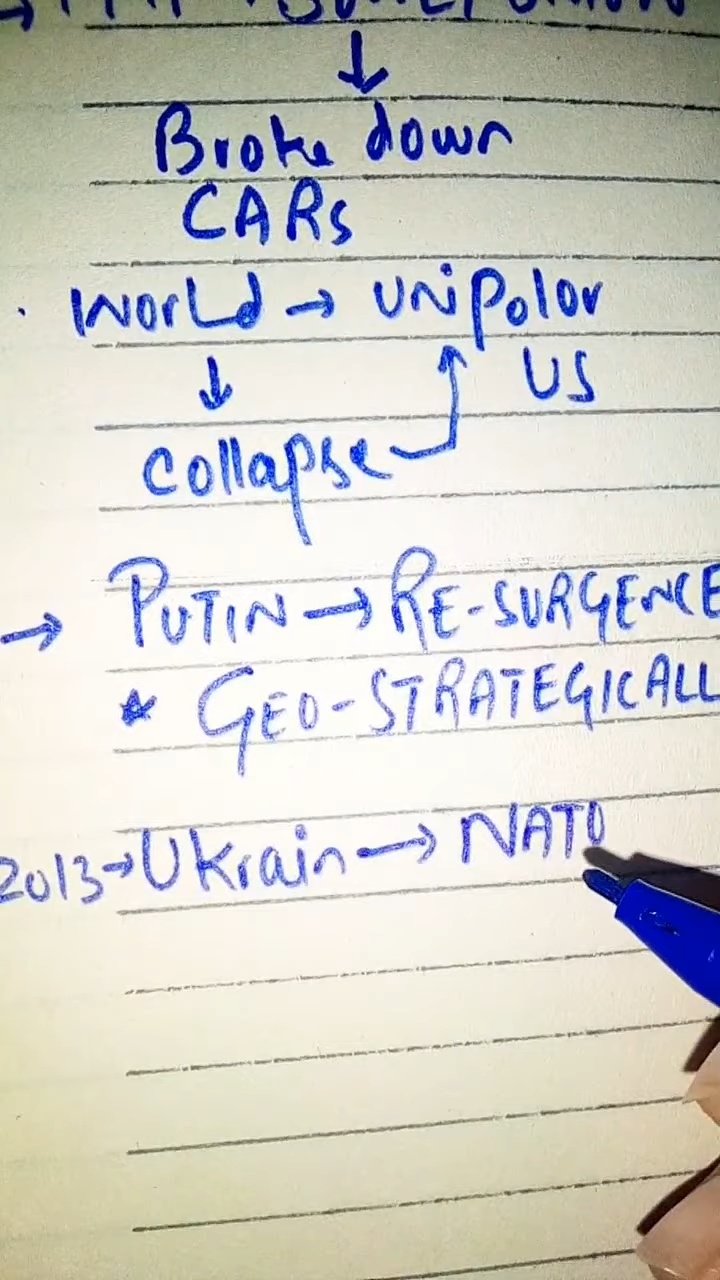 ↓
Broke down
CARs
· World → UNiPolor
↓ US
Collapse
→ PUTIN → RE-SURGENCE
* GEO-STRATEGICALL
2013→Ukrain → NATO